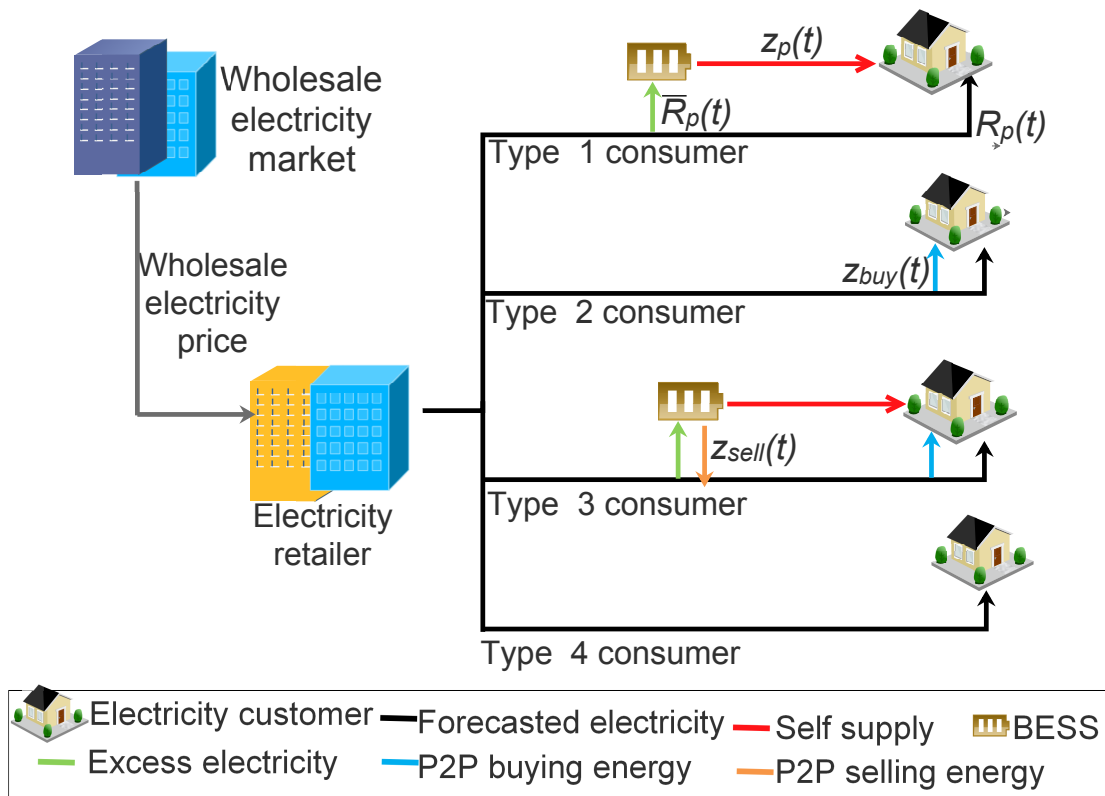 Wholesale
electricity
market
Wholesale
electricity
price
Electricity
retailer
z_p(t)
R̅_p(t)
R_p(t)
Type 1 consumer
z_buy(t)
Type 2 consumer
z_sell(t)
Type 3 consumer
Type 4 consumer
Electricity customer
Forecasted electricity
Self supply
BESS
Excess electricity
P2P buying energy
P2P selling energy